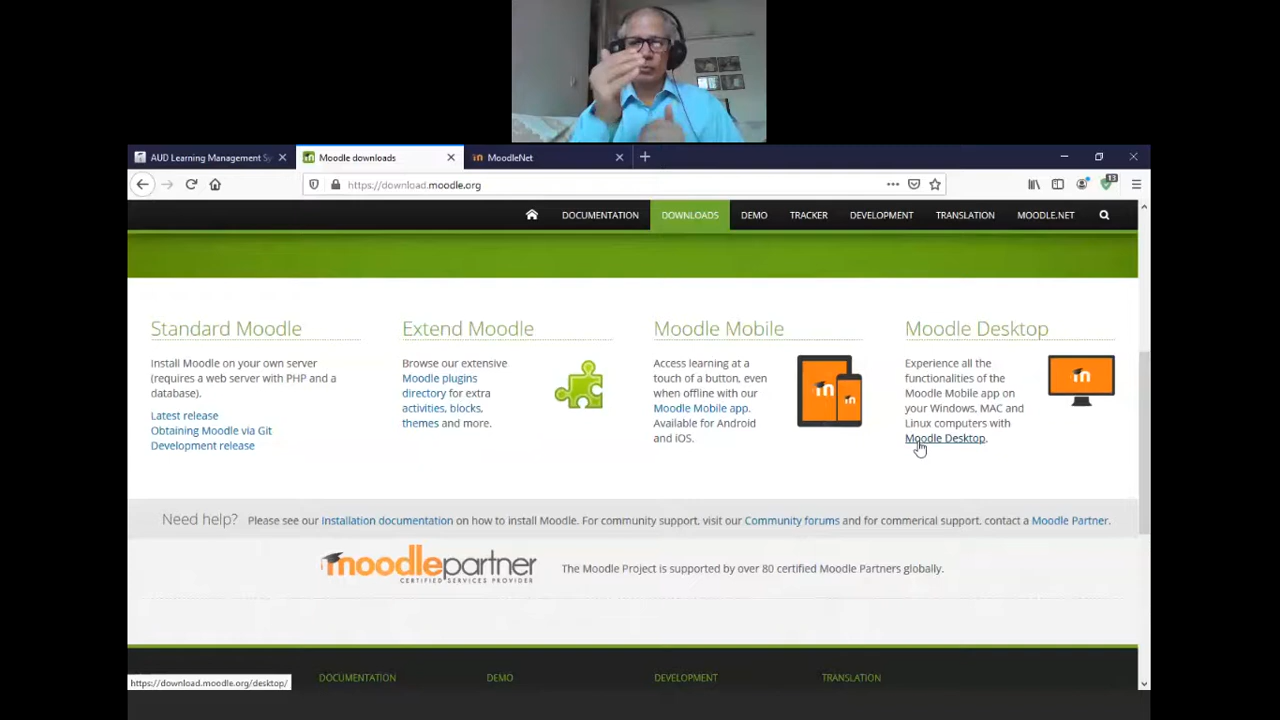 AUD Learning Management Sy
Moodle downloads
MoodleNet
https://download.moodle.org
13
DOCUMENTATION
DOWNLOADS
DEMO
TRACKER
DEVELOPMENT
TRANSLATION
MOODLE.NET
Standard Moodle
Install Moodle on your own server
(requires a web server with PHP and a
database).
Latest release
Obtaining Moodle via Git
Development release
Extend Moodle
Browse our extensive
Moodle plugins
directory for extra
activities, blocks,
themes and more.
Moodle Mobile
Access learning at a
touch of a button, even
when offline with our
Moodle Mobile app.
Available for Android
and iOS.
m
m
Moodle Desktop
Experience all the
functionalities of the
Moodle Mobile app on
your Windows, MAC and
Linux computers with
Moodle Desktop.
m
Need help? Please see our Installation documentation on how to install Moodle. For community support, visit our Community forums and for commerical support, contact a Moodle Partner.
moodlepartner
CERTIFIED SERVICES PROVIDER
The Moodle Project is supported by over 80 certified Moodle Partners globally.
https://download.moodle.org/desktop/
DOCUMENTATION
DEMO
DEVELOPMENT
TRANSLATION